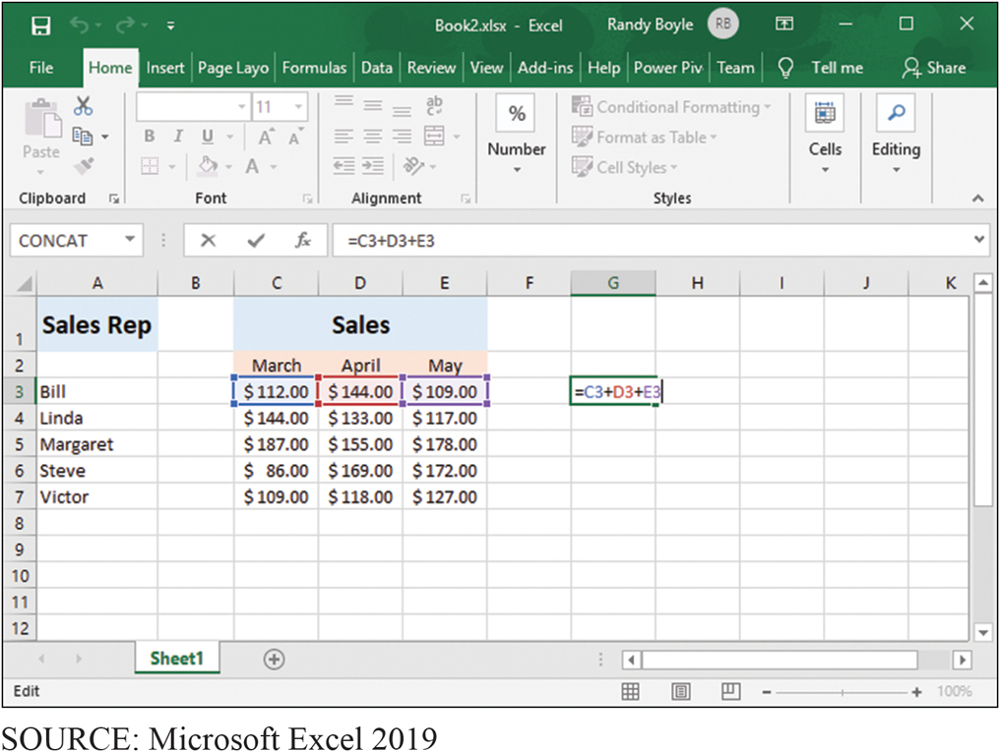 Book2.xlsx - Excel Randy Boyle RB
File Home Insert Page Layo Formulas Data Review View Add-ins Help Power Piv Team Tell me Share
Paste
11
B I U A A
ab
c
A
%
Number
Conditional Formatting
Format as Table
Cell Styles
Cells
Editing
Clipboard Font Alignment Styles
CONCAT fx =C3+D3+E3
A B C D E F G H I J K
1 Sales Rep Sales
2 March April May
3 Bill $ 112.00 $ 144.00 $ 109.00 =C3+D3+E3
4 Linda $ 144.00 $ 133.00 $ 117.00
5 Margaret $ 187.00 $ 155.00 $ 178.00
6 Steve $ 86.00 $ 169.00 $ 172.00
7 Victor $ 109.00 $ 118.00 $ 127.00
8
9
10
11
12
Sheet1
Edit 100%
SOURCE: Microsoft Excel 2019